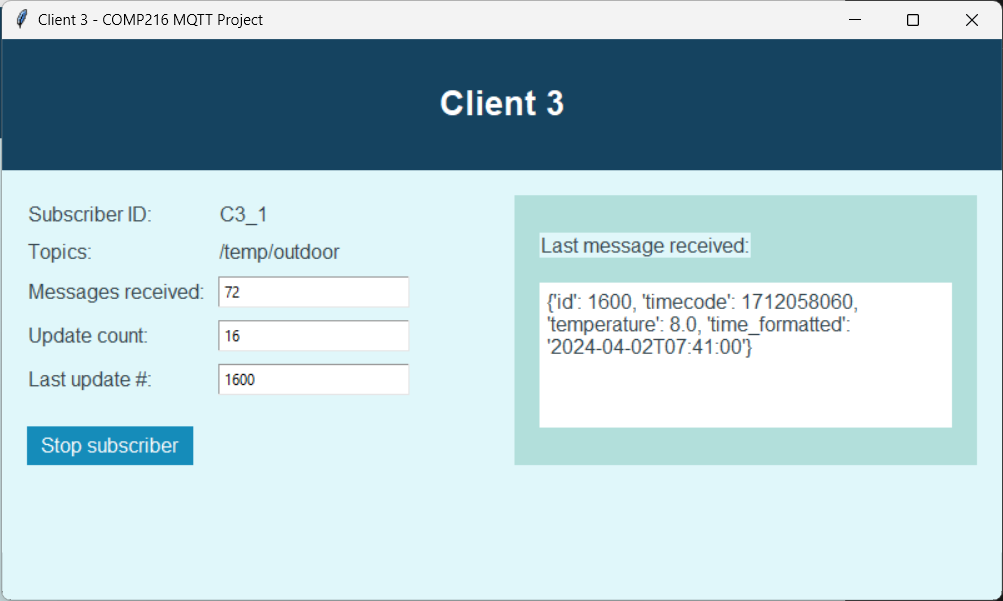 Client 3 - COMP216 MQTT Project
Client 3
Subscriber ID: C3_1
Topics: /temp/outdoor
Messages received: 72
Update count: 16
Last update #: 1600
Stop subscriber
Last message received:
{'id': 1600, 'timecode': 1712058060,
'temperature': 8.0, 'time_formatted':
'2024-04-02T07:41:00'}